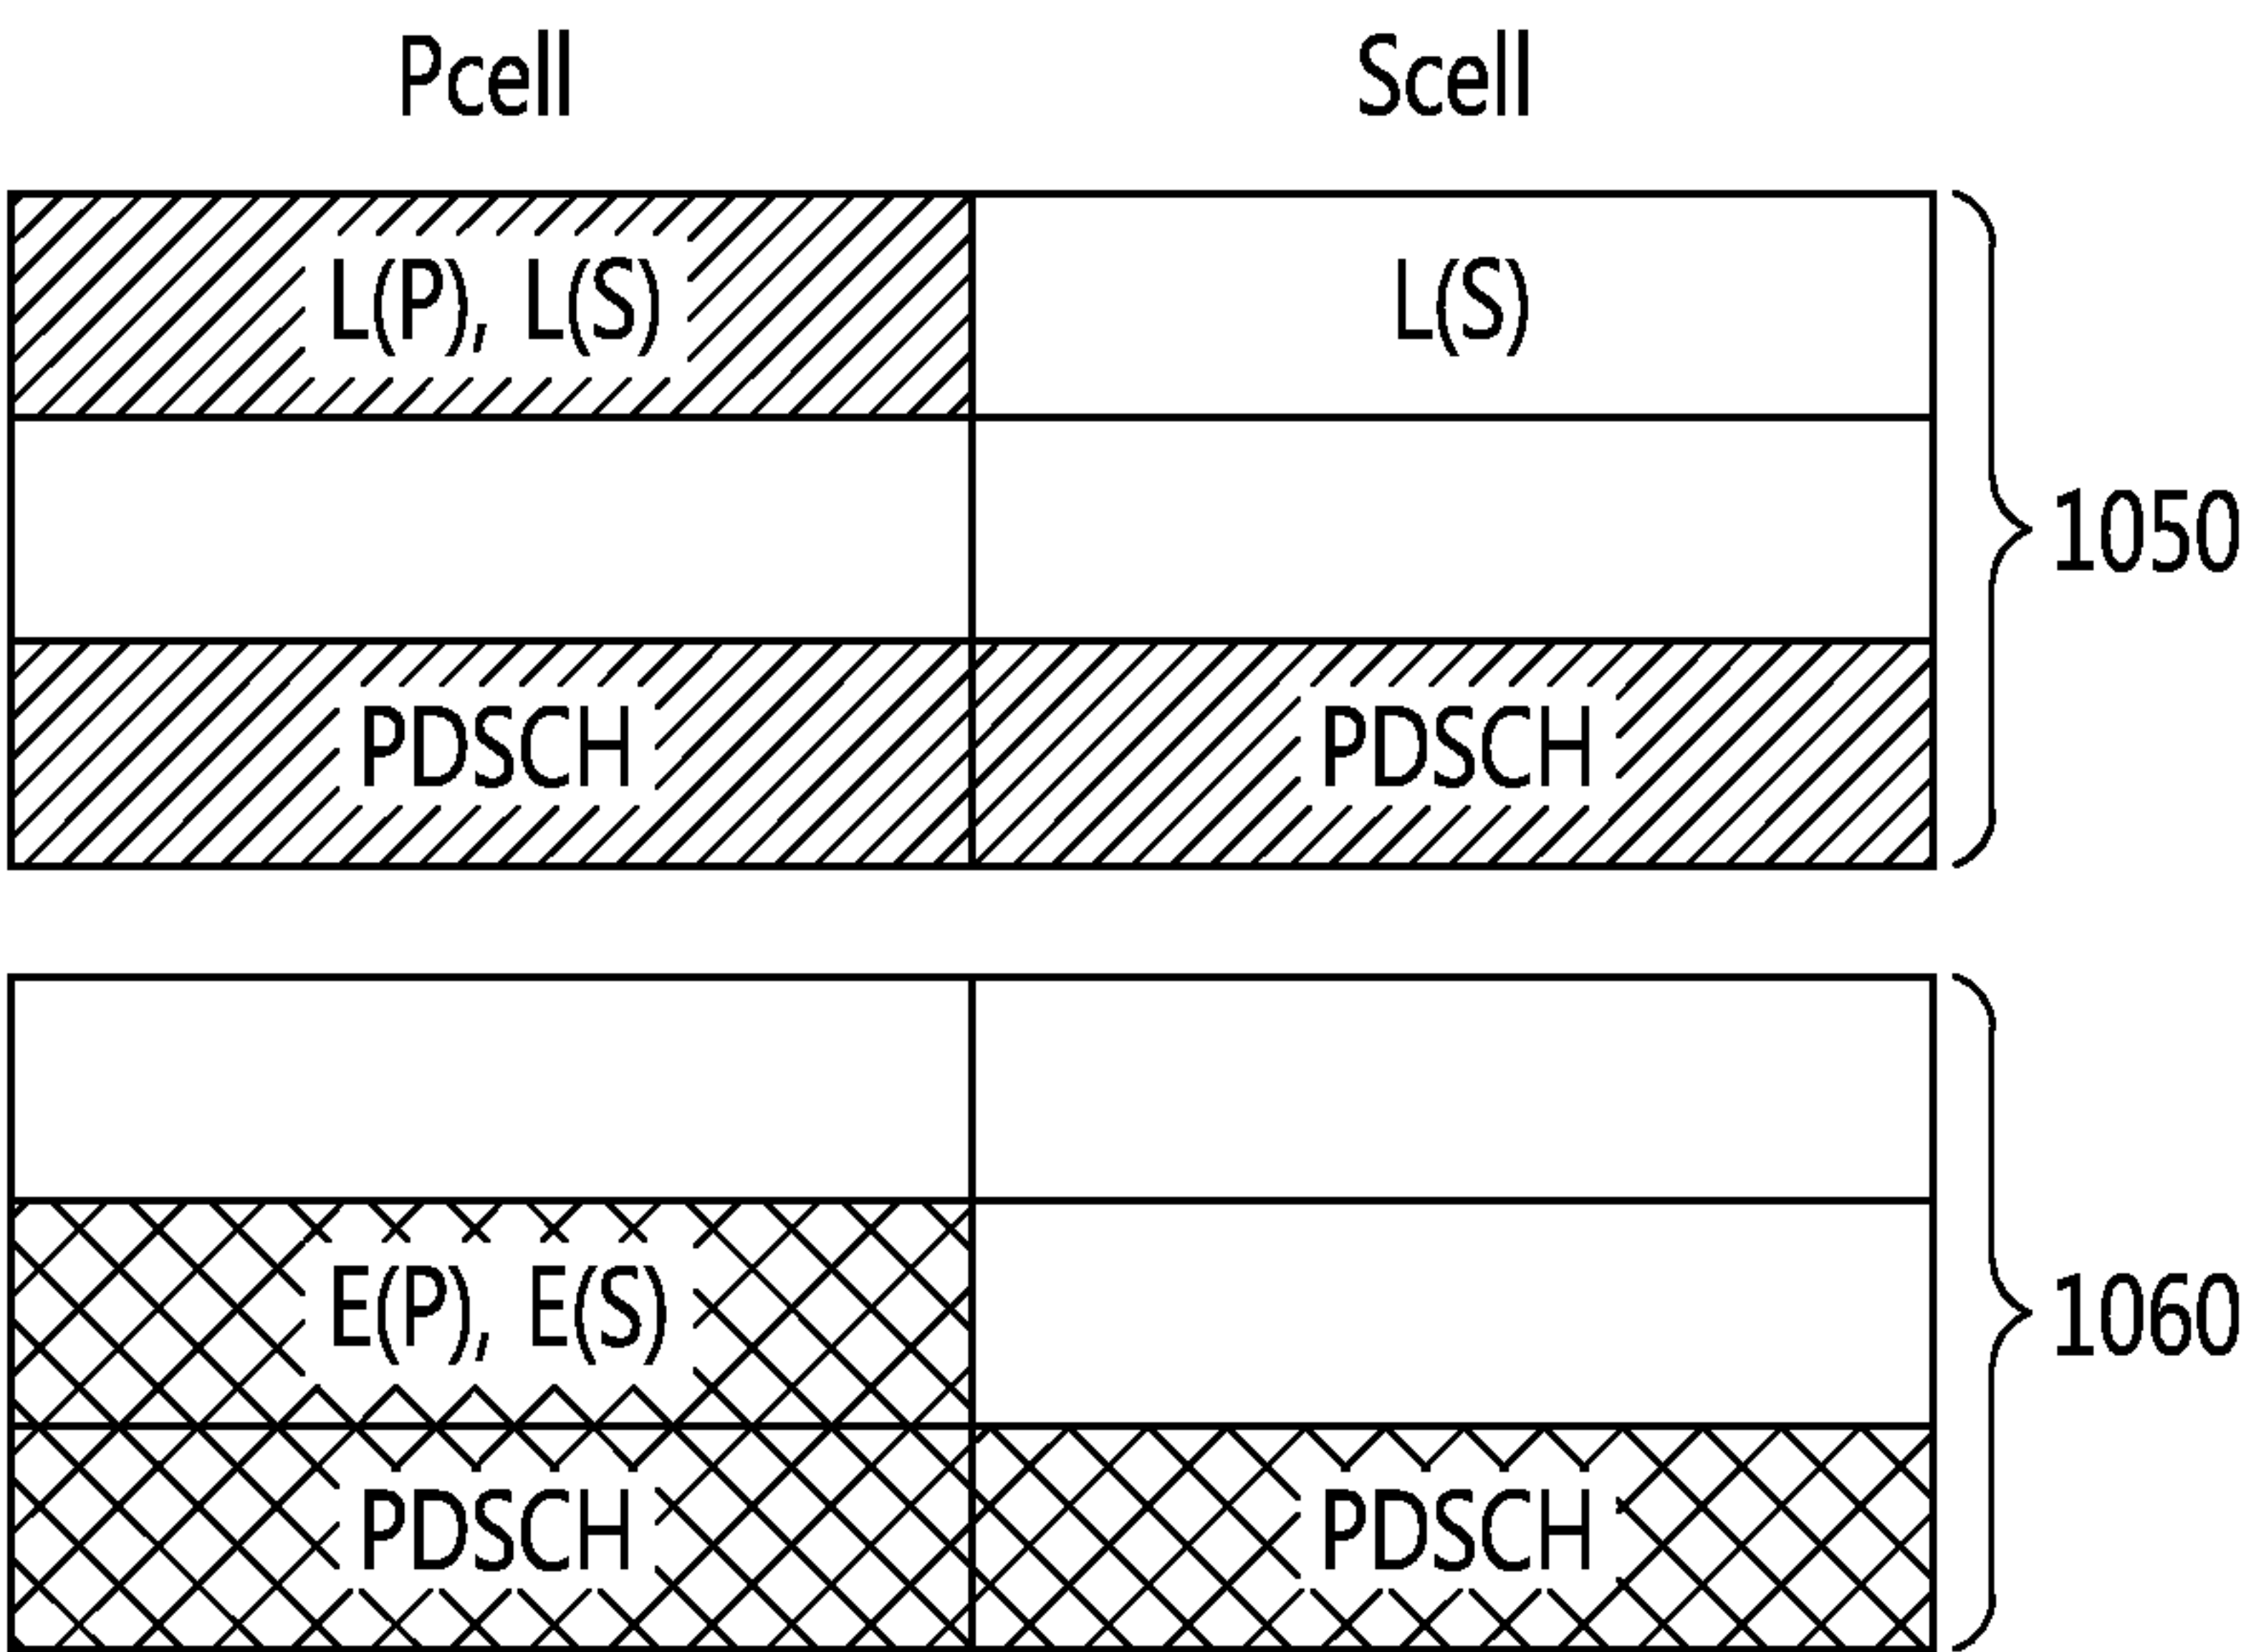 Pcell Scell
L(P), L(S) L(S)
1050
PDSCH PDSCH
E(P), E(S)
1060
PDSCH PDSCH